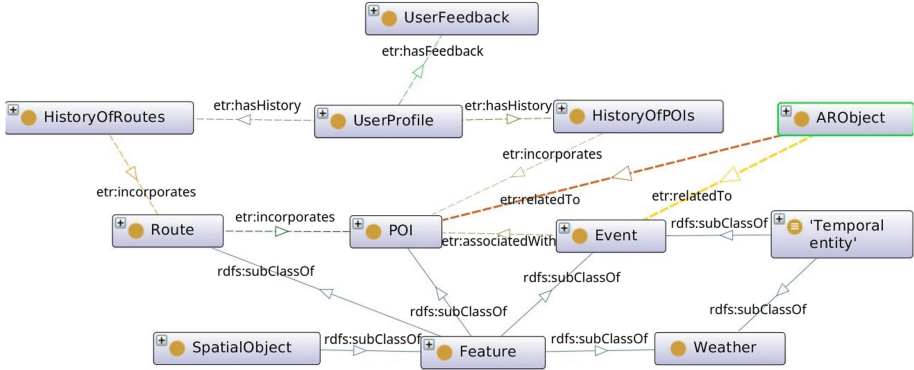 UserFeedback
etr:hasFeedback
HistoryOfRoutes
etr:hasHistory
UserProfile
etr:hasHistory
HistoryOfPOIs
ARObject
etr:incorporates
etr:incorporates
etr:relatedTo
etr:relatedTo
Route
etr:incorporates
POI
etr:associatedWith
Event
rdfs:subClassOf
'Temporal
entity'
rdfs:subClassOf
rdfs:subClassOf
rdfs:subClassOf
rdfs:subClassOf
SpatialObject
rdfs:subClassOf
Feature
rdfs:subClassOf
Weather